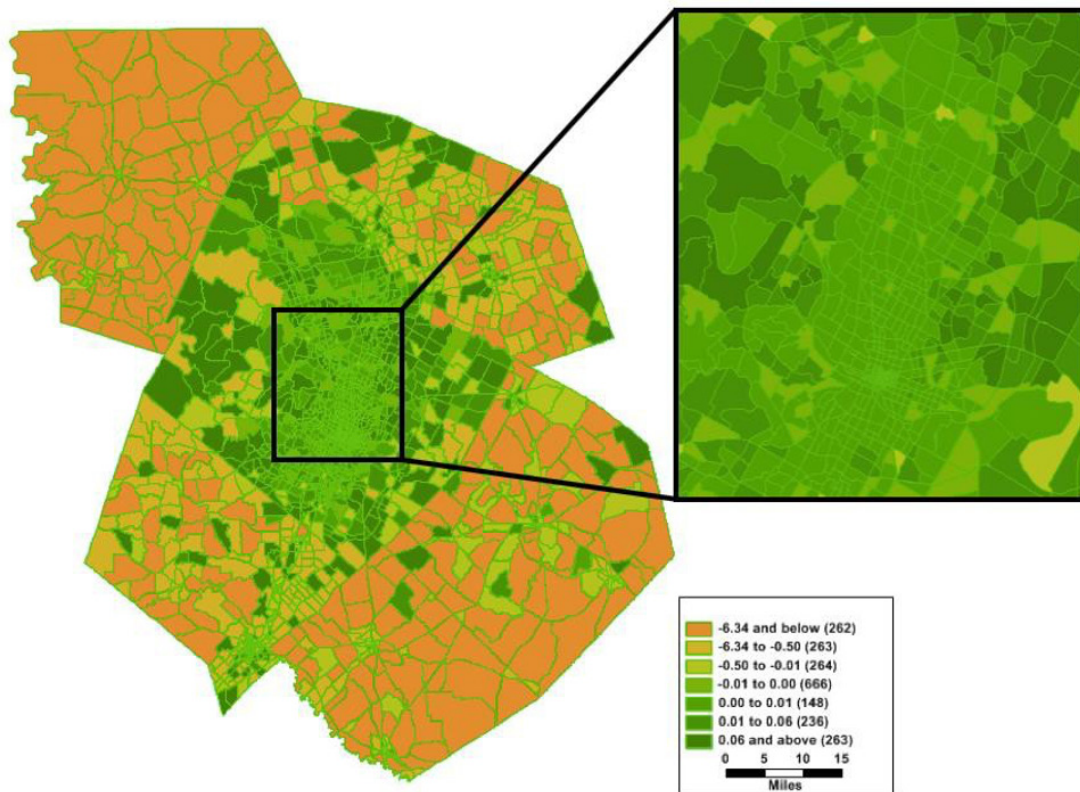 -6.34 and below (262)
-6.34 to -0.50 (263)
-0.50 to -0.01 (264)
-0.01 to 0.00 (666)
0.00 to 0.01 (148)
0.01 to 0.06 (236)
0.06 and above (263)
0 5 10 15
Miles